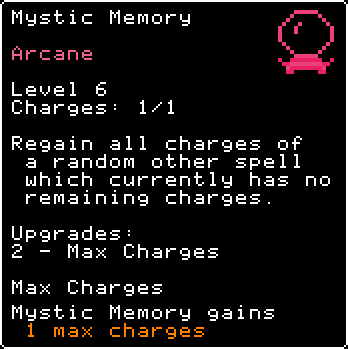 Mystic Memory
Arcane
Level 6
Charges: 1/1
Regain all charges of
a random other spell
which currently has no
remaining charges.
Upgrades:
2 - Max Charges
Max Charges
Mystic Memory gains
1 max charges